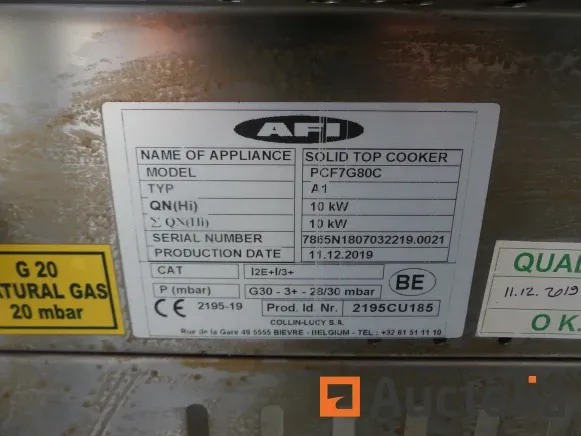 AFI
NAME OF APPLIANCE SOLID TOP COOKER
MODEL PCF7G80C
TYP A1
QN(Hi) 10 kW
Σ QN(Hi) 10 kW
SERIAL NUMBER 7865N1807032219.0021
PRODUCTION DATE 11.12.2019
CAT I2E+/I3+
P (mbar) G30 - 3+ - 28/30 mbar
BE
CE 2195-19 Prod. Id. Nr. 2195CU185
COLLIN-LUCY S.A.
Rue de la Gare 49 5555 BIEVRE - BELGIUM - TEL.: +32 61 51 11 10
G 20
ATURAL GAS
20 mbar
QUAL
11.12.2019
O K